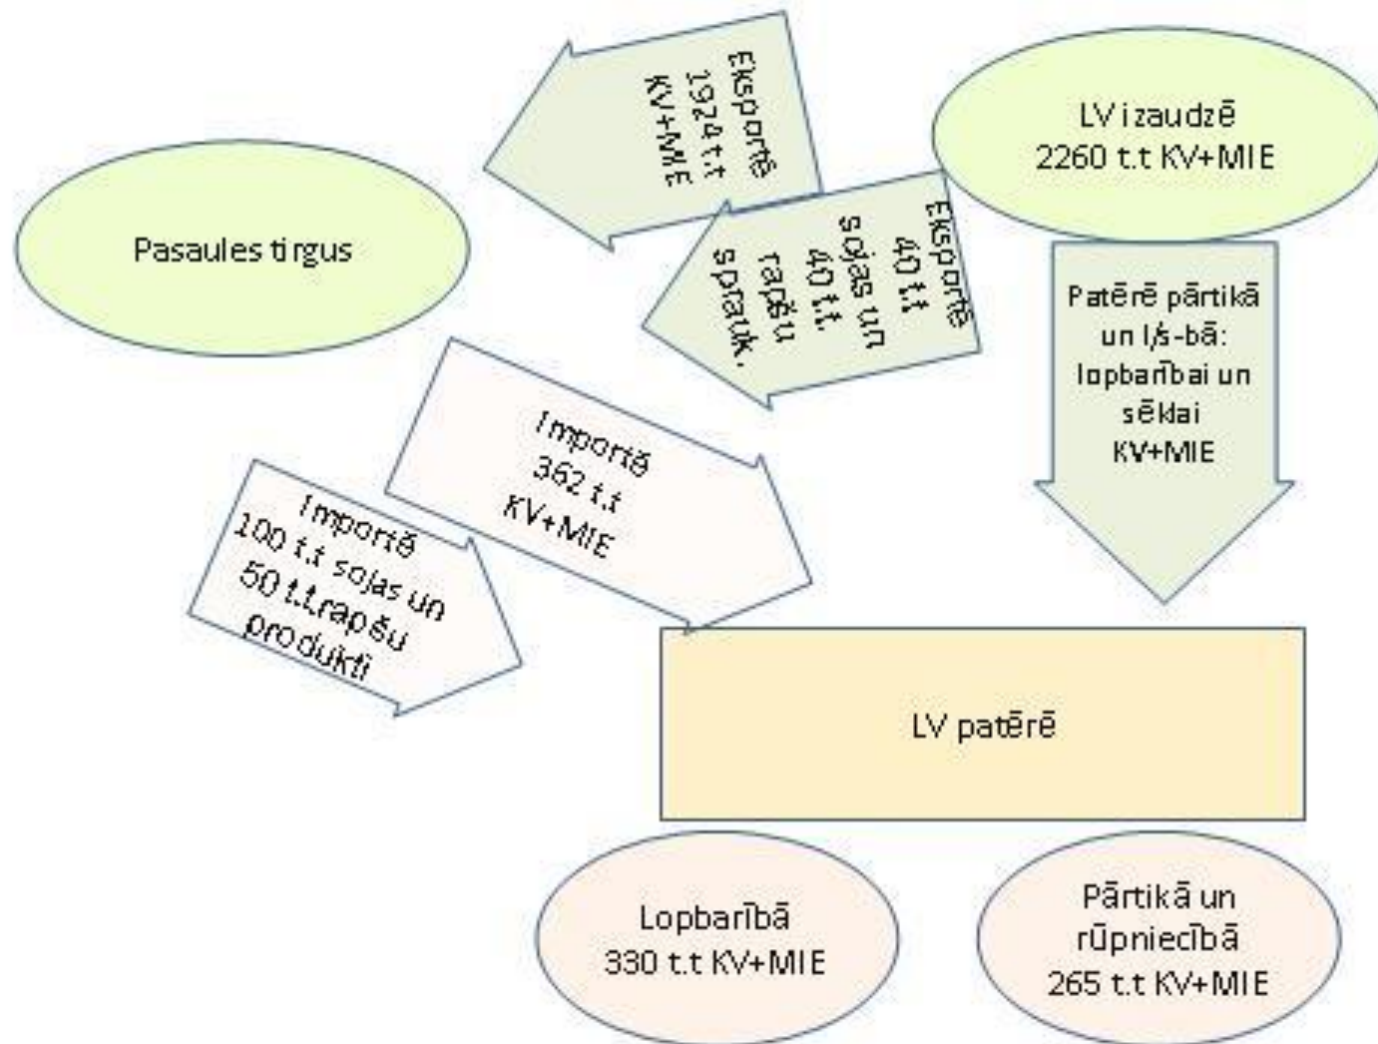 Eksportē
1924 t.t
KV+MIE
LV izaudzē
2260 t.t KV+MIE
Pasaules tirgus
Eksportē
40 t.t
sojas un
40 t.t.
rapšu
sprauk.
Patērē pārtikā
un l/s-bā:
lopbarībai un
sēklai
KV+MIE
Importē
362 t.t
KV+MIE
Importē
100 t.t sojas un
50 t.t.rapšu
produkti
LV patērē
Lopbarībā
330 t.t KV+MIE
Pārtikā un
rūpniecībā
265 t.t KV+MIE